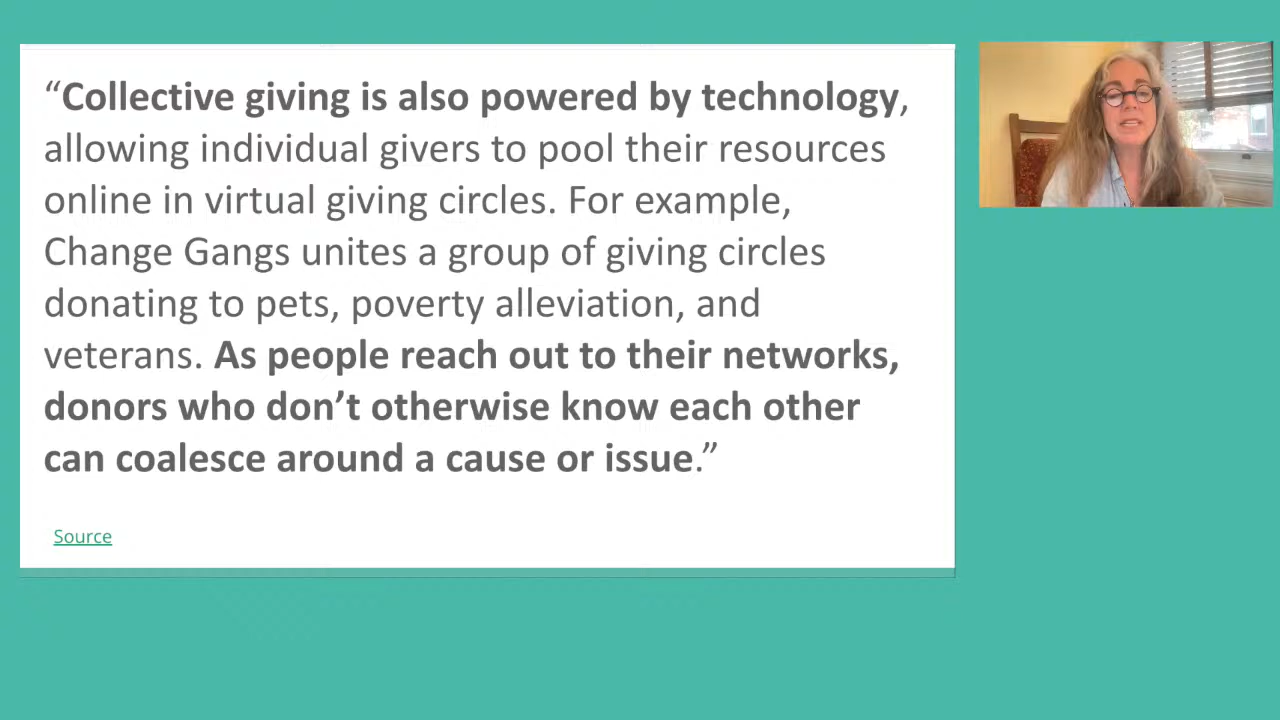 “Collective giving is also powered by technology,
allowing individual givers to pool their resources
online in virtual giving circles. For example,
Change Gangs unites a group of giving circles
donating to pets, poverty alleviation, and
veterans. As people reach out to their networks,
donors who don’t otherwise know each other
can coalesce around a cause or issue.”
Source